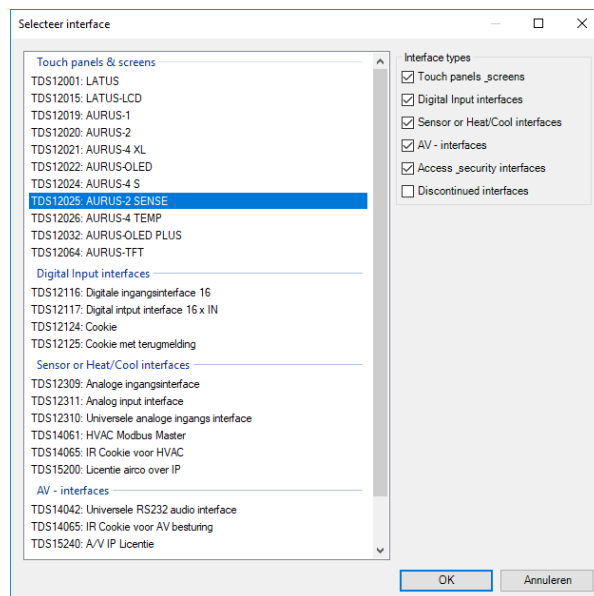 Selecteer interface
Touch panels & screens
TDS12001: LATUS
TDS12015: LATUS-LCD
TDS12019: AURUS-1
TDS12020: AURUS-2
TDS12021: AURUS-4 XL
TDS12022: AURUS-OLED
TDS12024: AURUS-4 S
TDS12025: AURUS-2 SENSE
TDS12026: AURUS-4 TEMP
TDS12032: AURUS-OLED PLUS
TDS12064: AURUS-TFT
Digital Input interfaces
TDS12116: Digitale ingangsinterface 16
TDS12117: Digital intput interface 16 x IN
TDS12124: Cookie
TDS12125: Cookie met terugmelding
Sensor or Heat/Cool interfaces
TDS12309: Analoge ingangsinterface
TDS12311: Analog input interface
TDS12310: Universele analoge ingangs interface
TDS14061: HVAC Modbus Master
TDS14065: IR Cookie voor HVAC
TDS15200: Licentie airco over IP
AV - interfaces
TDS14042: Universele RS232 audio interface
TDS14065: IR Cookie voor AV besturing
TDS15240: A/V IP Licentie
Interface types
Touch panels _screens
Digital Input interfaces
Sensor or Heat/Cool interfaces
AV - interfaces
Access _security interfaces
Discontinued interfaces
OK
Annuleren